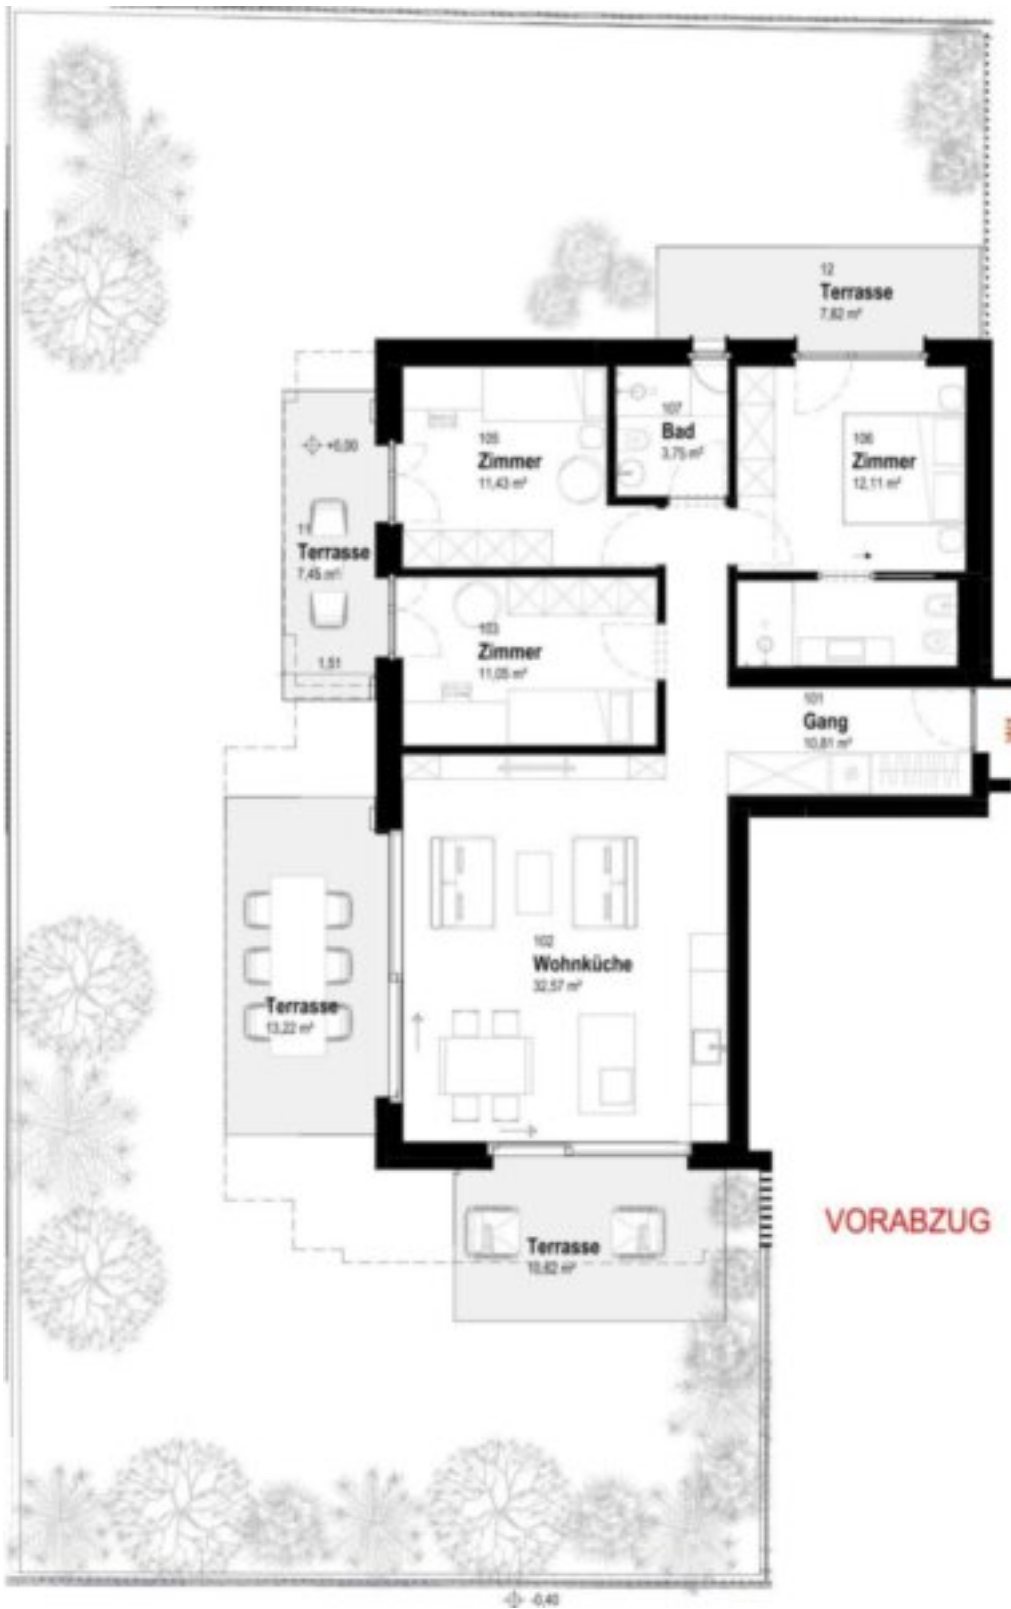 12
Terrasse
7,82 m²
107
Bad
3,75 m²
105
Zimmer
11,43 m²
106
Zimmer
12,11 m²
+0,00
11
Terrasse
7,45 m²
103
Zimmer
11,05 m²
1,51
101
Gang
10,81 m²
102
Wohnküche
32,57 m²
Terrasse
13,22 m²
VORABZUG
Terrasse
10,62 m²
-0,40